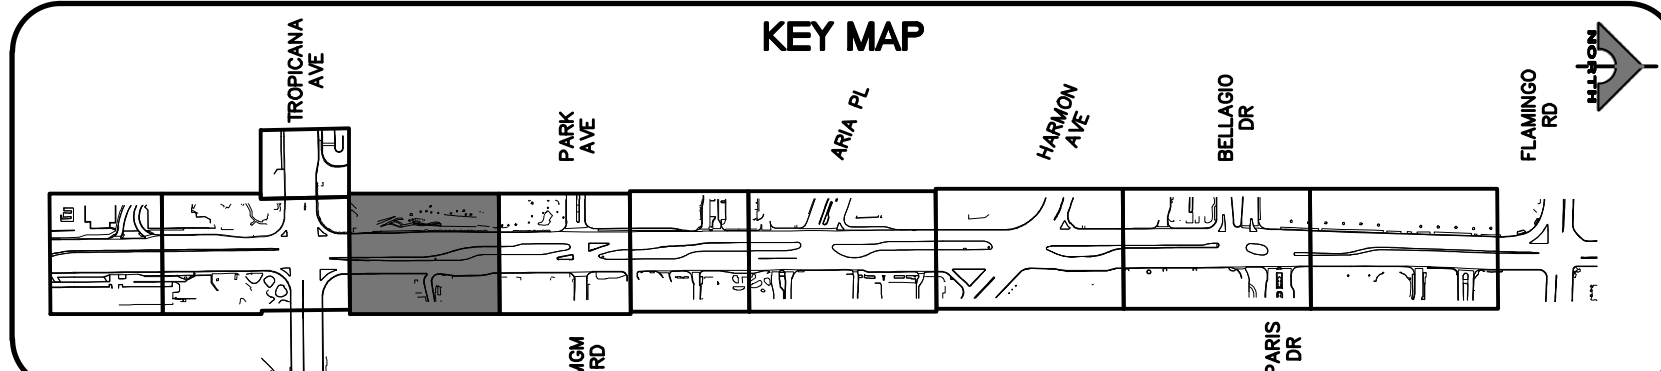 KEY MAP
NORTH
TROPICANA
AVE
PARK
AVE
ARIA PL
HARMON
AVE
BELLAGIO
DR
FLAMINGO
RD
MGM
RD
PARIS
DR